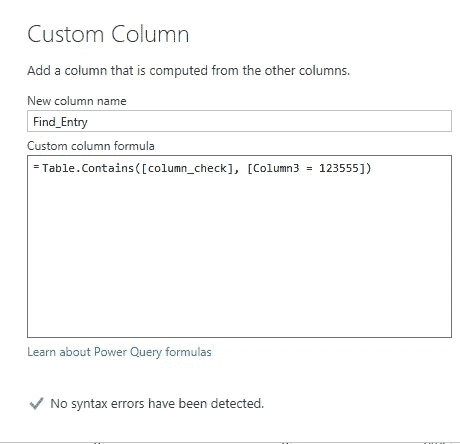 Custom Column
Add a column that is computed from the other columns.
New column name
Find_Entry
Custom column formula
=Table.Contains([column_check], [Column3 = 123555])
Learn about Power Query formulas
No syntax errors have been detected.